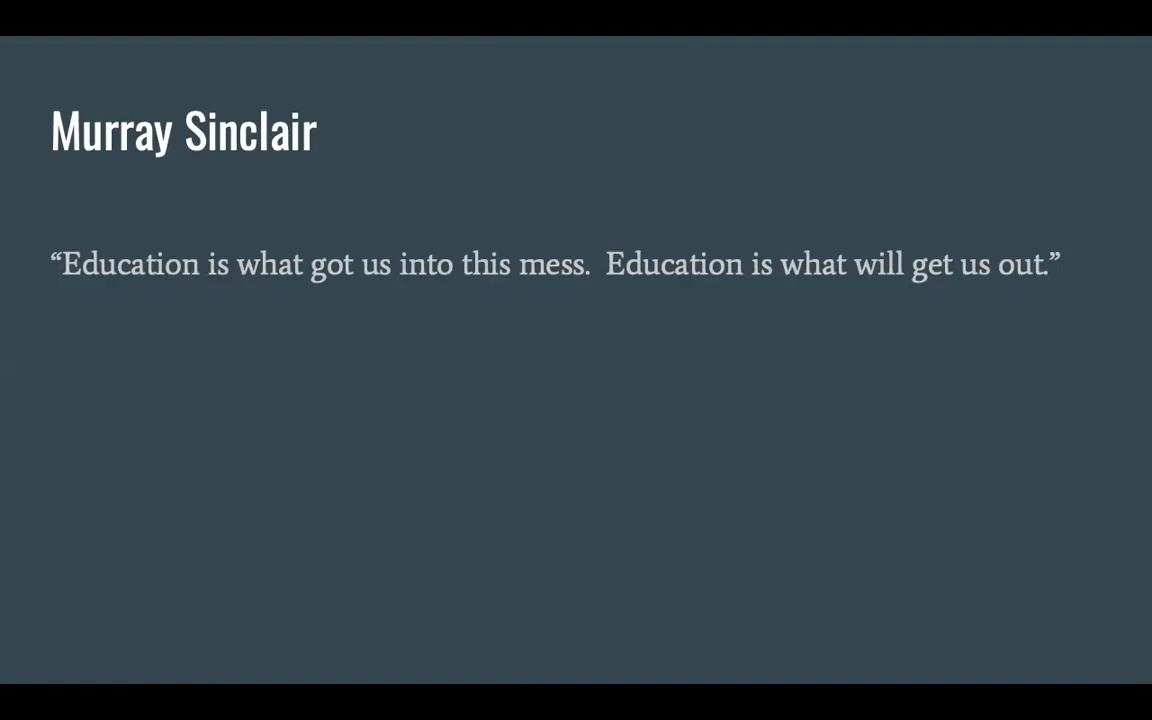 Murray Sinclair
“Education is what got us into this mess.  Education is what will get us out.”